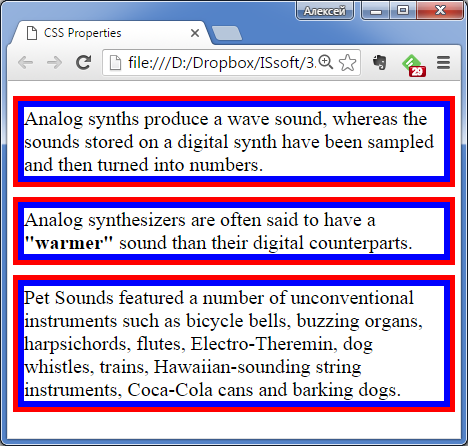 Алексей
CSS Properties
file:///D:/Dropbox/ISsoft/3.
29
Analog synths produce a wave sound, whereas the
sounds stored on a digital synth have been sampled
and then turned into numbers.
Analog synthesizers are often said to have a
"warmer" sound than their digital counterparts.
Pet Sounds featured a number of unconventional
instruments such as bicycle bells, buzzing organs,
harpsichords, flutes, Electro-Theremin, dog
whistles, trains, Hawaiian-sounding string
instruments, Coca-Cola cans and barking dogs.